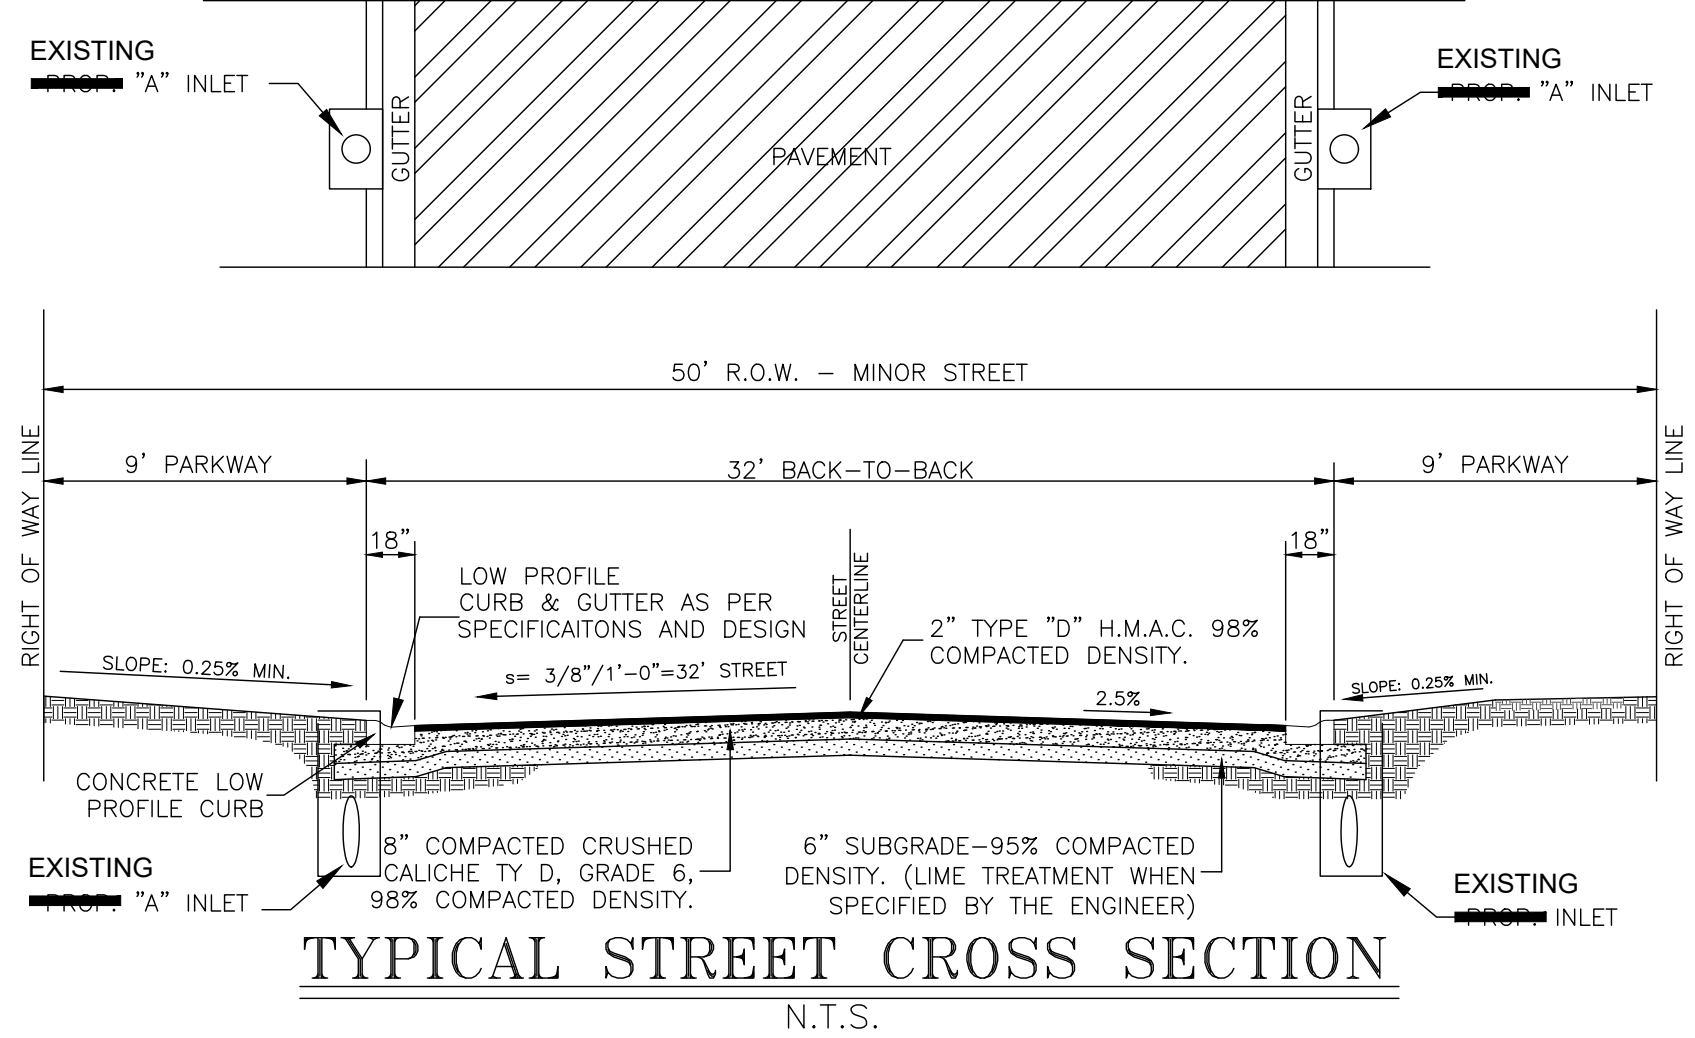 EXISTING
PROP. ”A” INLET
EXISTING
PROP. ”A” INLET
GUTTER
PAVEMENT
GUTTER
50’ R.O.W. – MINOR STREET
9’ PARKWAY
32’ BACK–TO–BACK
9’ PARKWAY
RIGHT OF WAY LINE
RIGHT OF WAY LINE
18”
18”
LOW PROFILE
CURB & GUTTER AS PER
SPECIFICAITONS AND DESIGN
STREET
CENTERLINE
2” TYPE ”D” H.M.A.C. 98%
COMPACTED DENSITY.
SLOPE: 0.25% MIN.
s= 3/8”/1’–0”=32’ STREET
2.5%
SLOPE: 0.25% MIN.
CONCRETE LOW
PROFILE CURB
8” COMPACTED CRUSHED
CALICHE TY D, GRADE 6,
98% COMPACTED DENSITY.
6” SUBGRADE–95% COMPACTED
DENSITY. (LIME TREATMENT WHEN
SPECIFIED BY THE ENGINEER)
EXISTING
PROP. ”A” INLET
EXISTING
PROP. INLET
TYPICAL STREET CROSS SECTION
N.T.S.